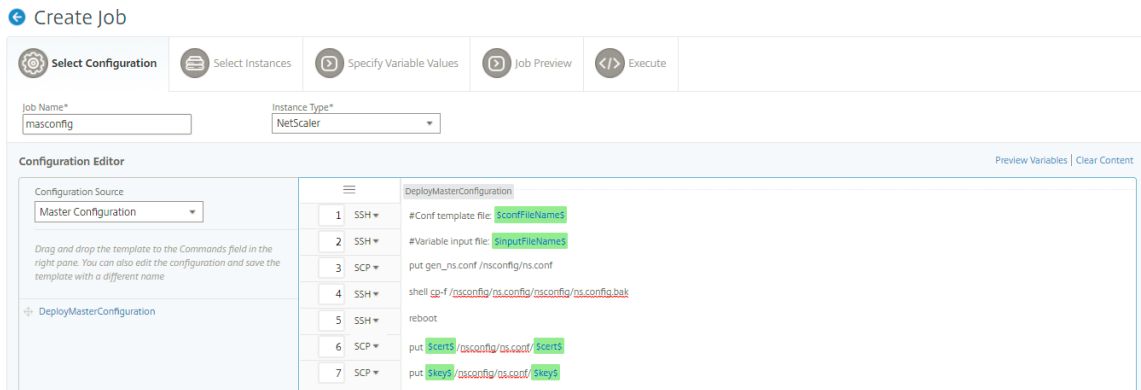 Create Job
Select Configuration
Select Instances
Specify Variable Values
Job Preview
Execute
Job Name*
Instance Type*
masconfig
NetScaler
Configuration Editor
Preview Variables | Clear Content
Configuration Source
Master Configuration
Drag and drop the template to the Commands field in the
right pane. You can also edit the configuration and save the
template with a different name
DeployMasterConfiguration
DeployMasterConfiguration
1 SSH #Conf template file: $confFileName$
2 SSH #Variable input file: $inputFileName$
3 SCP put gen_ns.conf /nsconfig/ns.conf
4 SSH shell cp-f /nsconfig/ns.config/nsconfig/ns.config.bak
5 SSH reboot
6 SCP put $cert$ /nsconfig/ns.conf/ $cert$
7 SCP put $key$ /nsconfig/ns.conf/ $key$